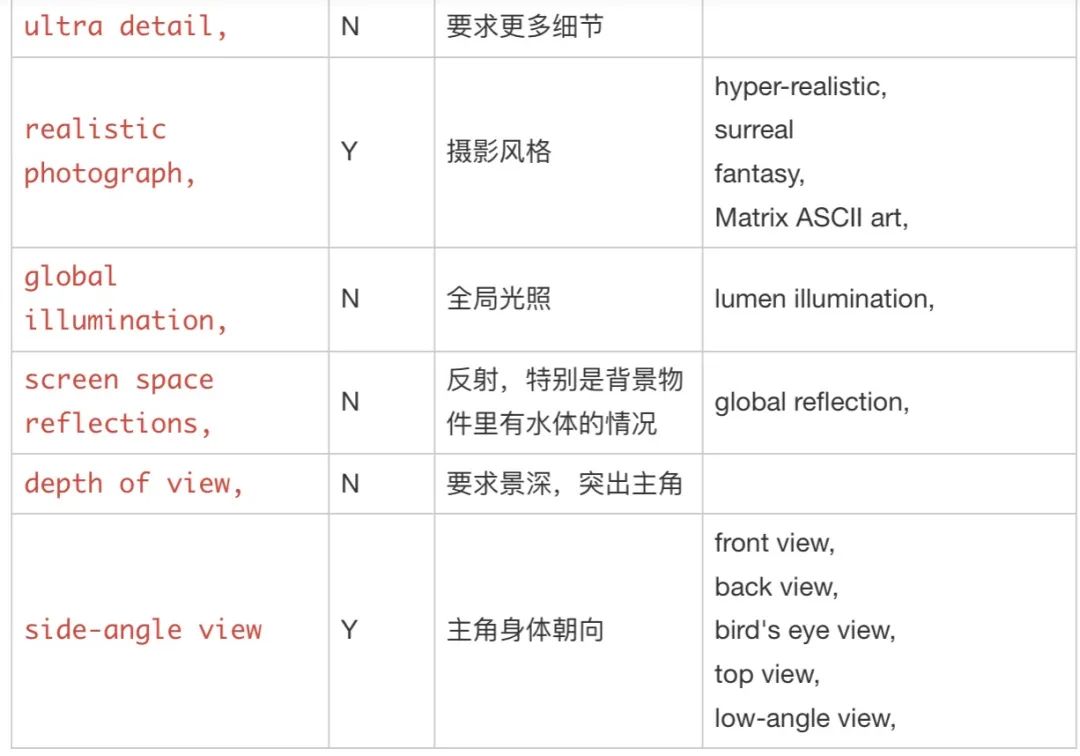 ultra detail,
N
要求更多细节
realistic
photograph,
Y
摄影风格
hyper-realistic,
surreal
fantasy,
Matrix ASCII art,
global
illumination,
N
全局光照
lumen illumination,
screen space
reflections,
N
反射，特别是背景物
件里有水体的情况
global reflection,
depth of view,
N
要求景深，突出主角
side-angle view
Y
主角身体朝向
front view,
back view,
bird's eye view,
top view,
low-angle view,